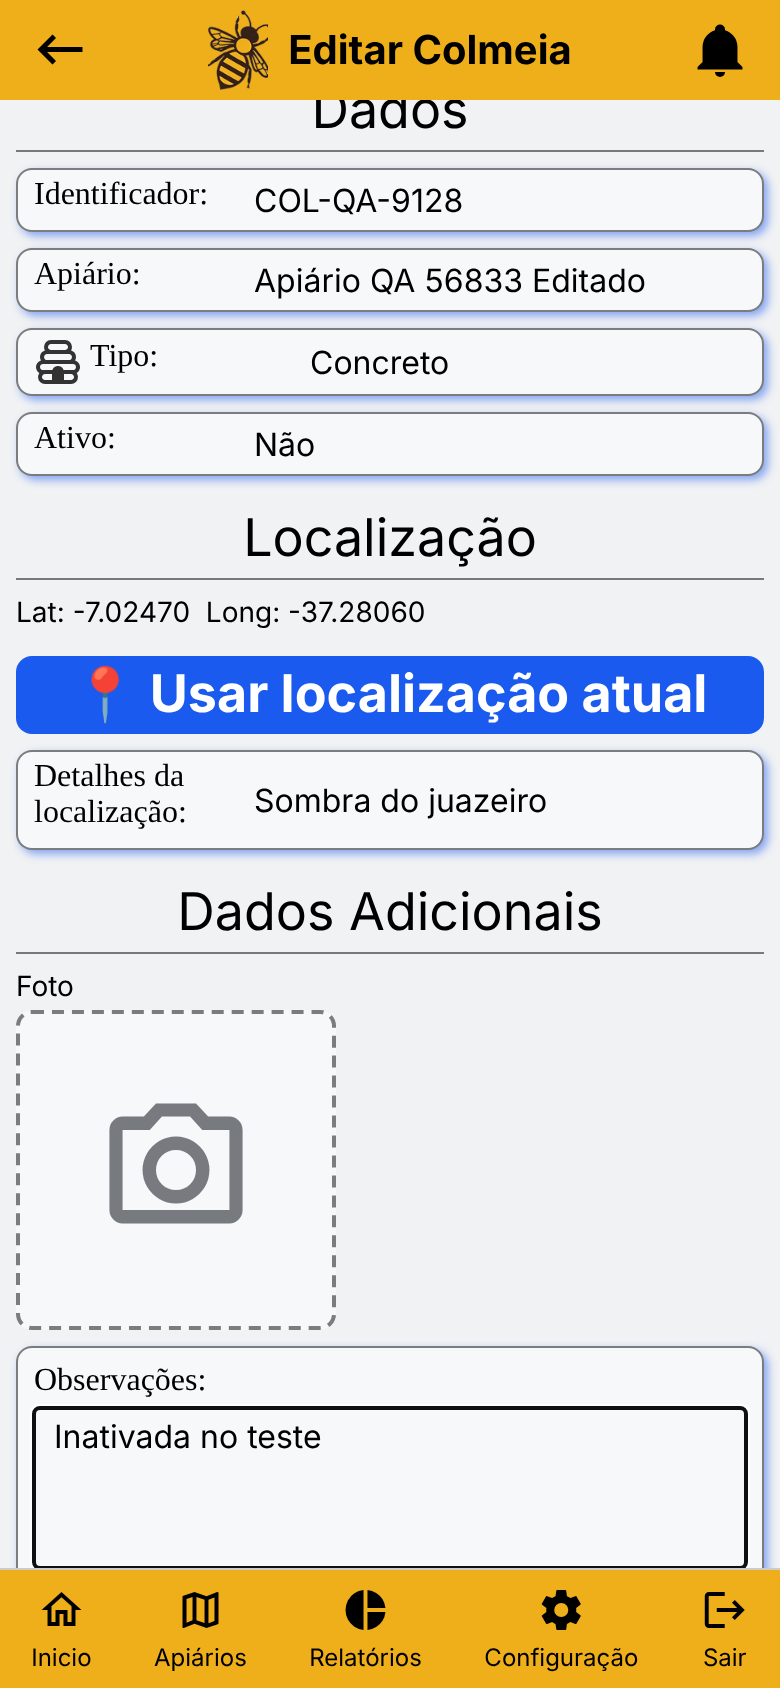 Editar Colmeia
Dados
Identificador: COL-QA-9128
Apiário: Apiário QA 56833 Editado
Tipo: Concreto
Ativo: Não
Localização
Lat: -7.02470 Long: -37.28060
📍 Usar localização atual
Detalhes da
localização: Sombra do juazeiro
Dados Adicionais
Foto
Observações:
Inativada no teste
Inicio Apiários Relatórios Configuração Sair